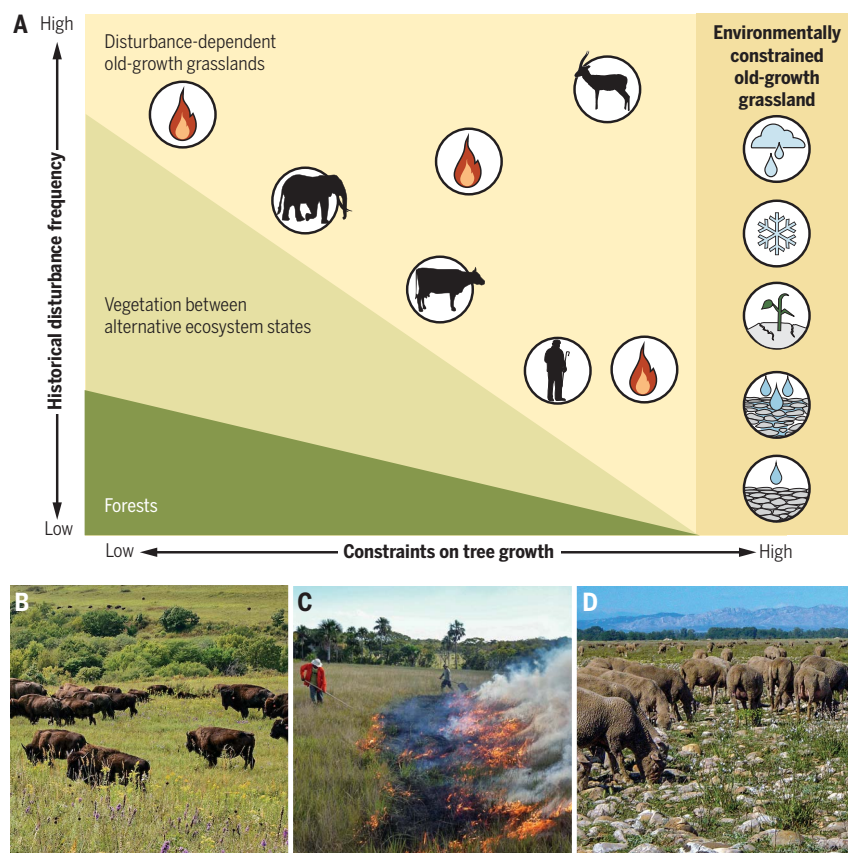 A
High
Disturbance-dependent
old-growth grasslands
Environmentally
constrained
old-growth
grassland
Historical disturbance frequency
Vegetation between
alternative ecosystem states
Forests
Low
Low
Constraints on tree growth
High
B
C
D